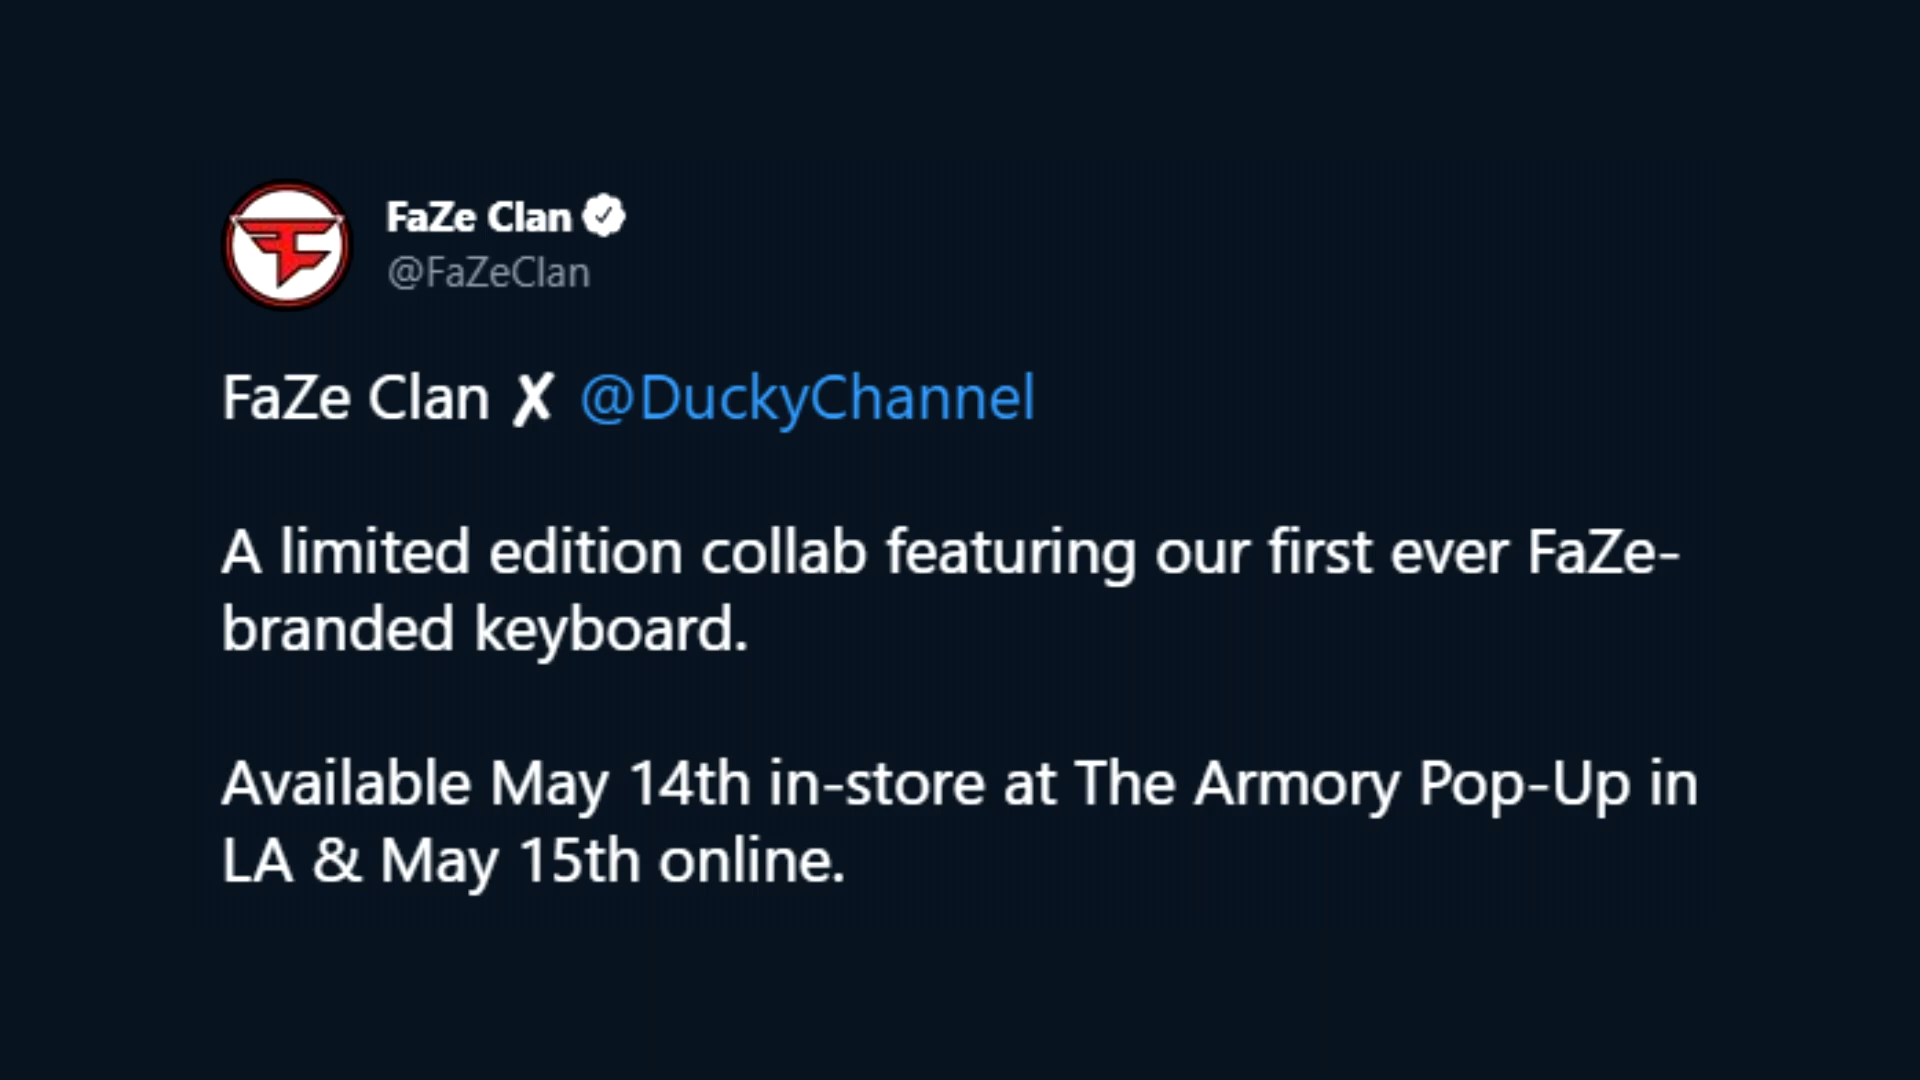 FaZe Clan
@FaZeClan
FaZe Clan ✗ @DuckyChannel
A limited edition collab featuring our first ever FaZe-
branded keyboard.
Available May 14th in-store at The Armory Pop-Up in
LA & May 15th online.